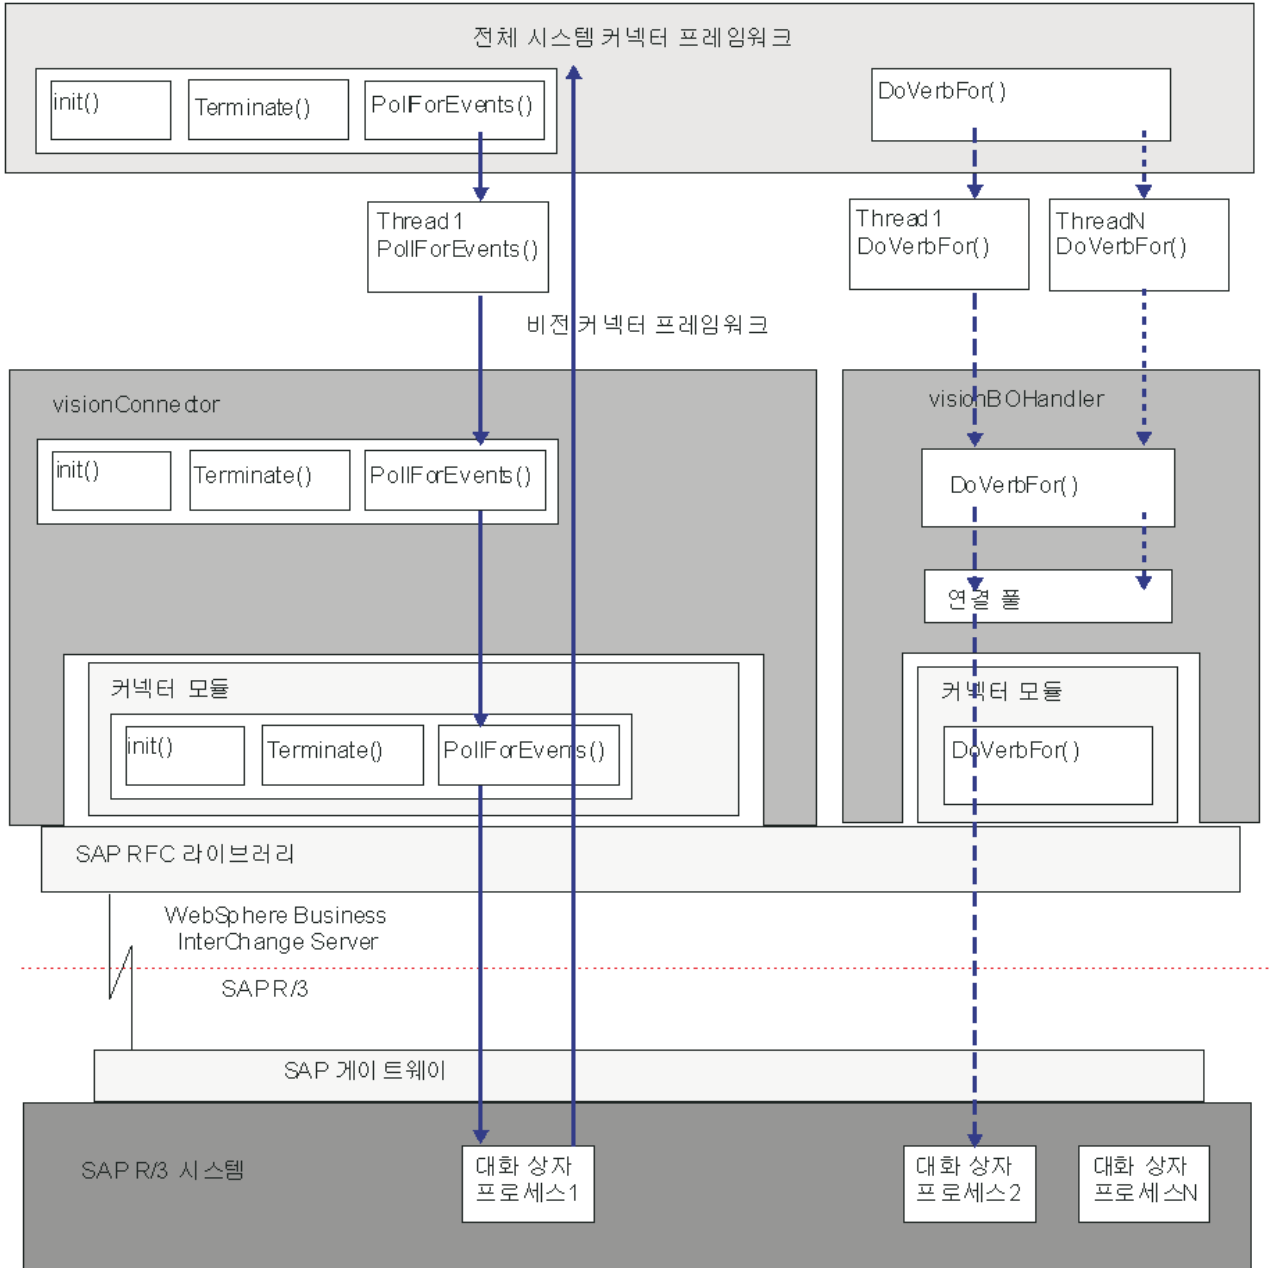 전체 시스템 커넥터 프레임워크
init()
Terminate()
PollForEvents()
DoVerbFor()
Thread1
PollForEvents()
Thread1
DoVerbFor()
ThreadN
DoVerbFor()
비전 커넥터 프레임워크
visionConnector
visionBOHandler
init()
Terminate()
PollForEvents()
DoVerbFor()
연결 풀
커넥터 모듈
init()
Terminate()
PollForEvents()
커넥터 모듈
DoVerbFor()
SAP RFC 라이브러리
WebSphere Business
InterChange Server
SAP R/3
SAP 게이트웨이
SAP R/3 시스템
대화 상자
프로세스1
대화 상자
프로세스2
대화 상자
프로세스N